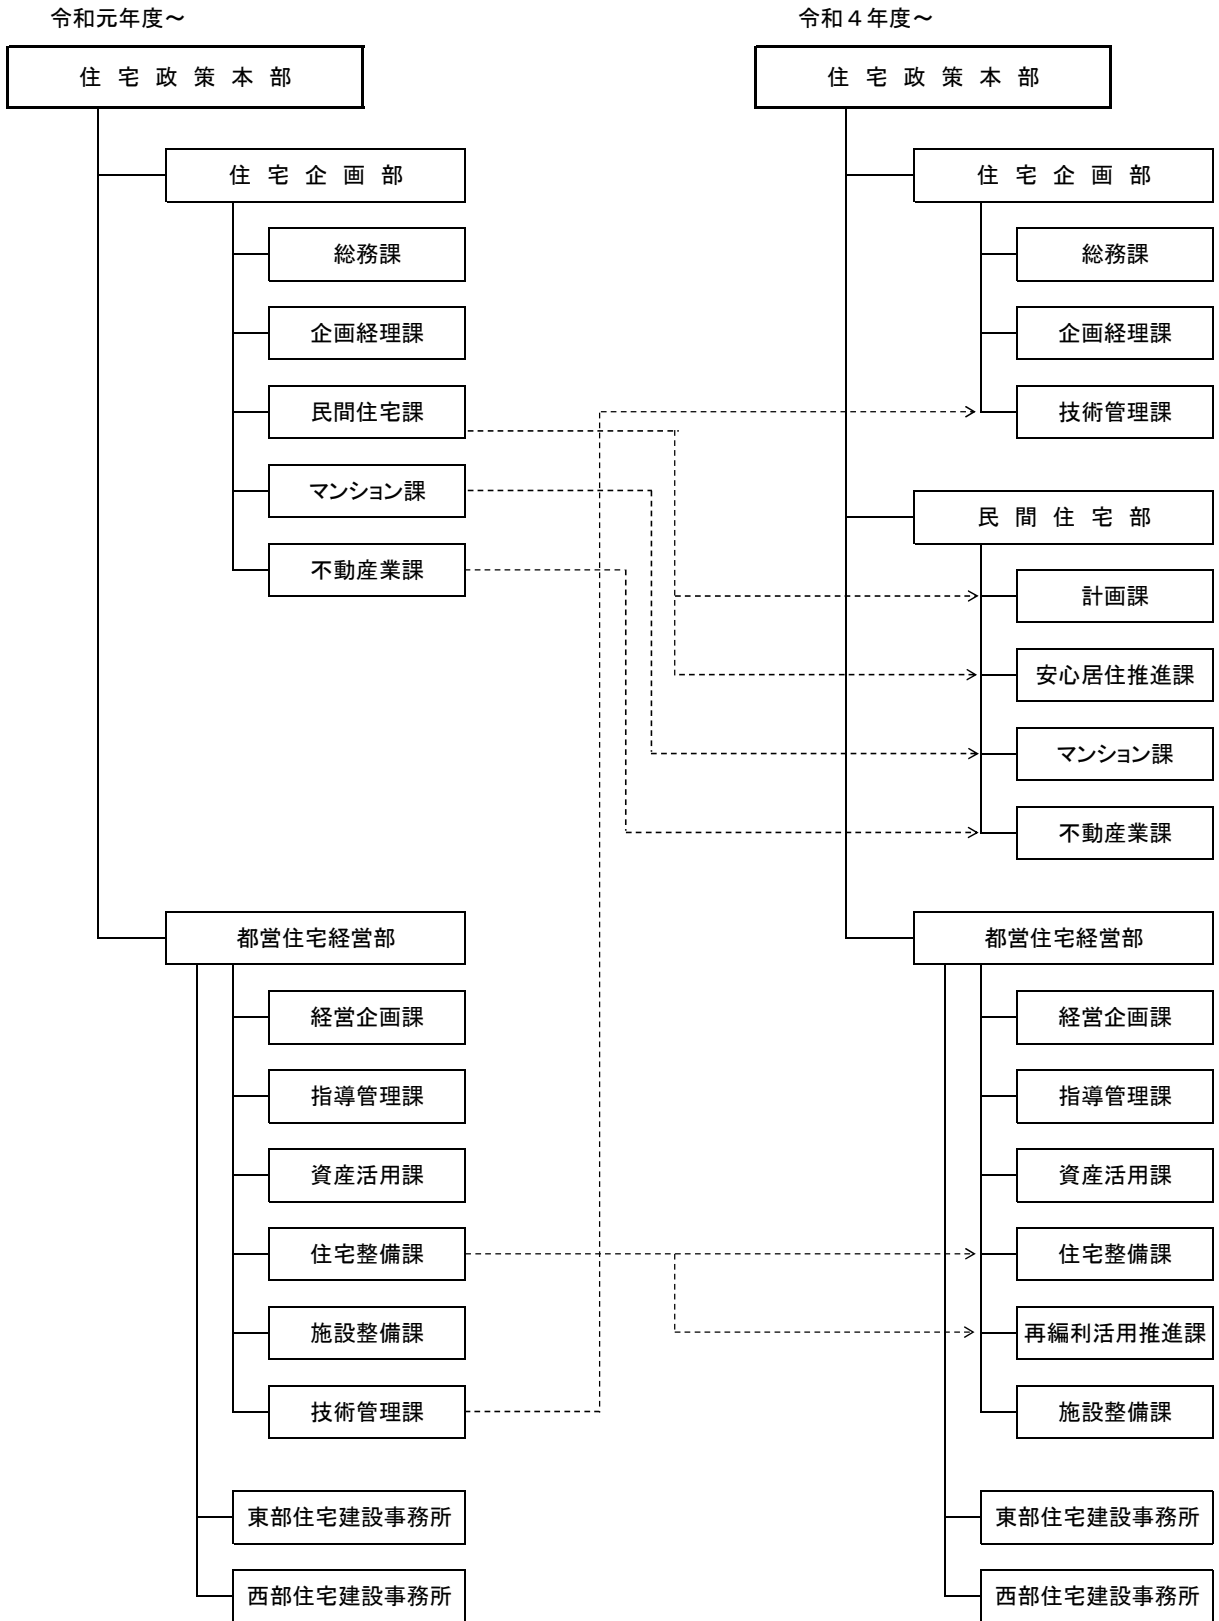 令和元年度～
住宅政策本部
住宅企画部
総務課
企画経理課
民間住宅課
マンション課
不動産業課
都営住宅経営部
経営企画課
指導管理課
資産活用課
住宅整備課
施設整備課
技術管理課
東部住宅建設事務所
西部住宅建設事務所
令和４年度～
住宅政策本部
住宅企画部
総務課
企画経理課
技術管理課
民間住宅部
計画課
安心居住推進課
マンション課
不動産業課
都営住宅経営部
経営企画課
指導管理課
資産活用課
住宅整備課
再編利活用推進課
施設整備課
東部住宅建設事務所
西部住宅建設事務所